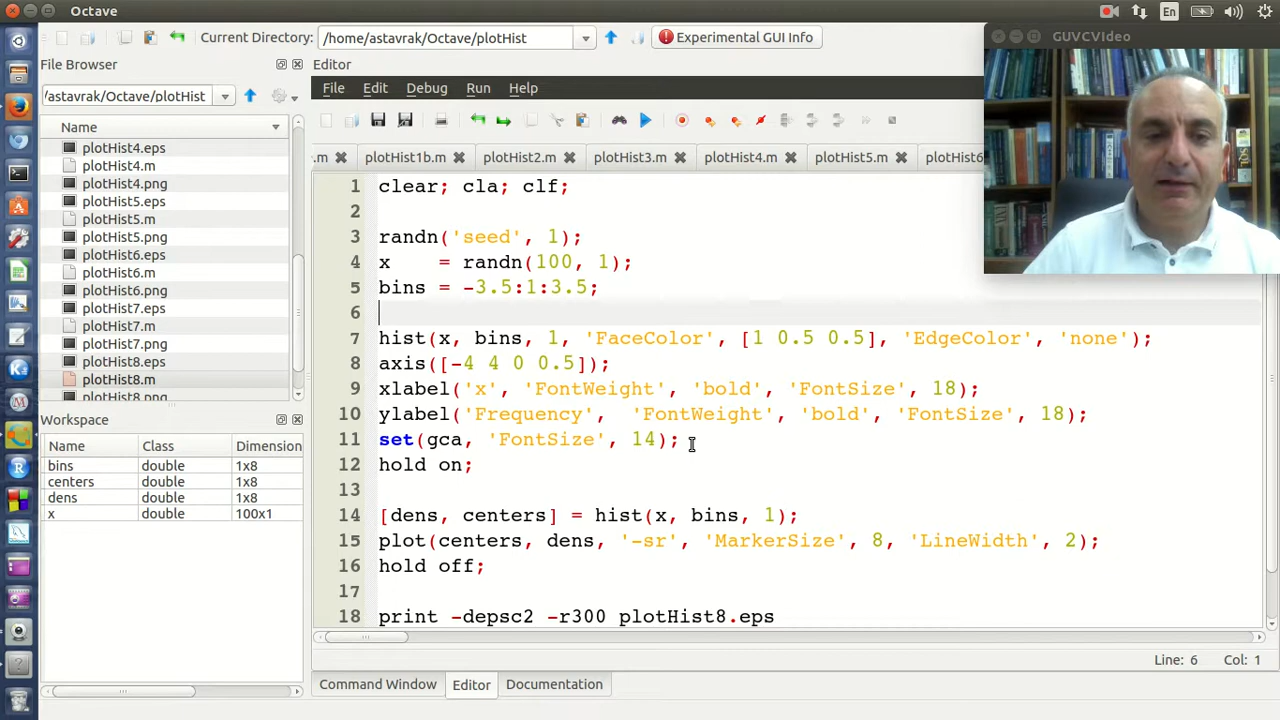 Octave
En
Current Directory: /home/astavrak/Octave/plotHist
Experimental GUI Info
GUVCVIdeo
File Browser
/astavrak/Octave/plotHist
Name
plotHist4.eps
plotHist4.m
plotHist4.png
plotHist5.eps
plotHist5.m
plotHist5.png
plotHist6.eps
plotHist6.m
plotHist6.png
plotHist7.eps
plotHist7.m
plotHist7.png
plotHist8.eps
plotHist8.m
plotHist8.png
Workspace
Name Class Dimension
bins double 1x8
centers double 1x8
dens double 1x8
x double 100x1
Editor
File Edit Debug Run Help
.m plotHist1b.m plotHist2.m plotHist3.m plotHist4.m plotHist5.m plotHist6
1 clear; cla; clf;
2
3 randn('seed', 1);
4 x    = randn(100, 1);
5 bins = -3.5:1:3.5;
6
7 hist(x, bins, 1, 'FaceColor', [1 0.5 0.5], 'EdgeColor', 'none');
8 axis([-4 4 0 0.5]);
9 xlabel('x', 'FontWeight', 'bold', 'FontSize', 18);
10 ylabel('Frequency',  'FontWeight', 'bold', 'FontSize', 18);
11 set(gca, 'FontSize', 14);
12 hold on;
13
14 [dens, centers] = hist(x, bins, 1);
15 plot(centers, dens, '-sr', 'MarkerSize', 8, 'LineWidth', 2);
16 hold off;
17
18 print -depsc2 -r300 plotHist8.eps
Line: 6 Col: 1
Command Window Editor Documentation